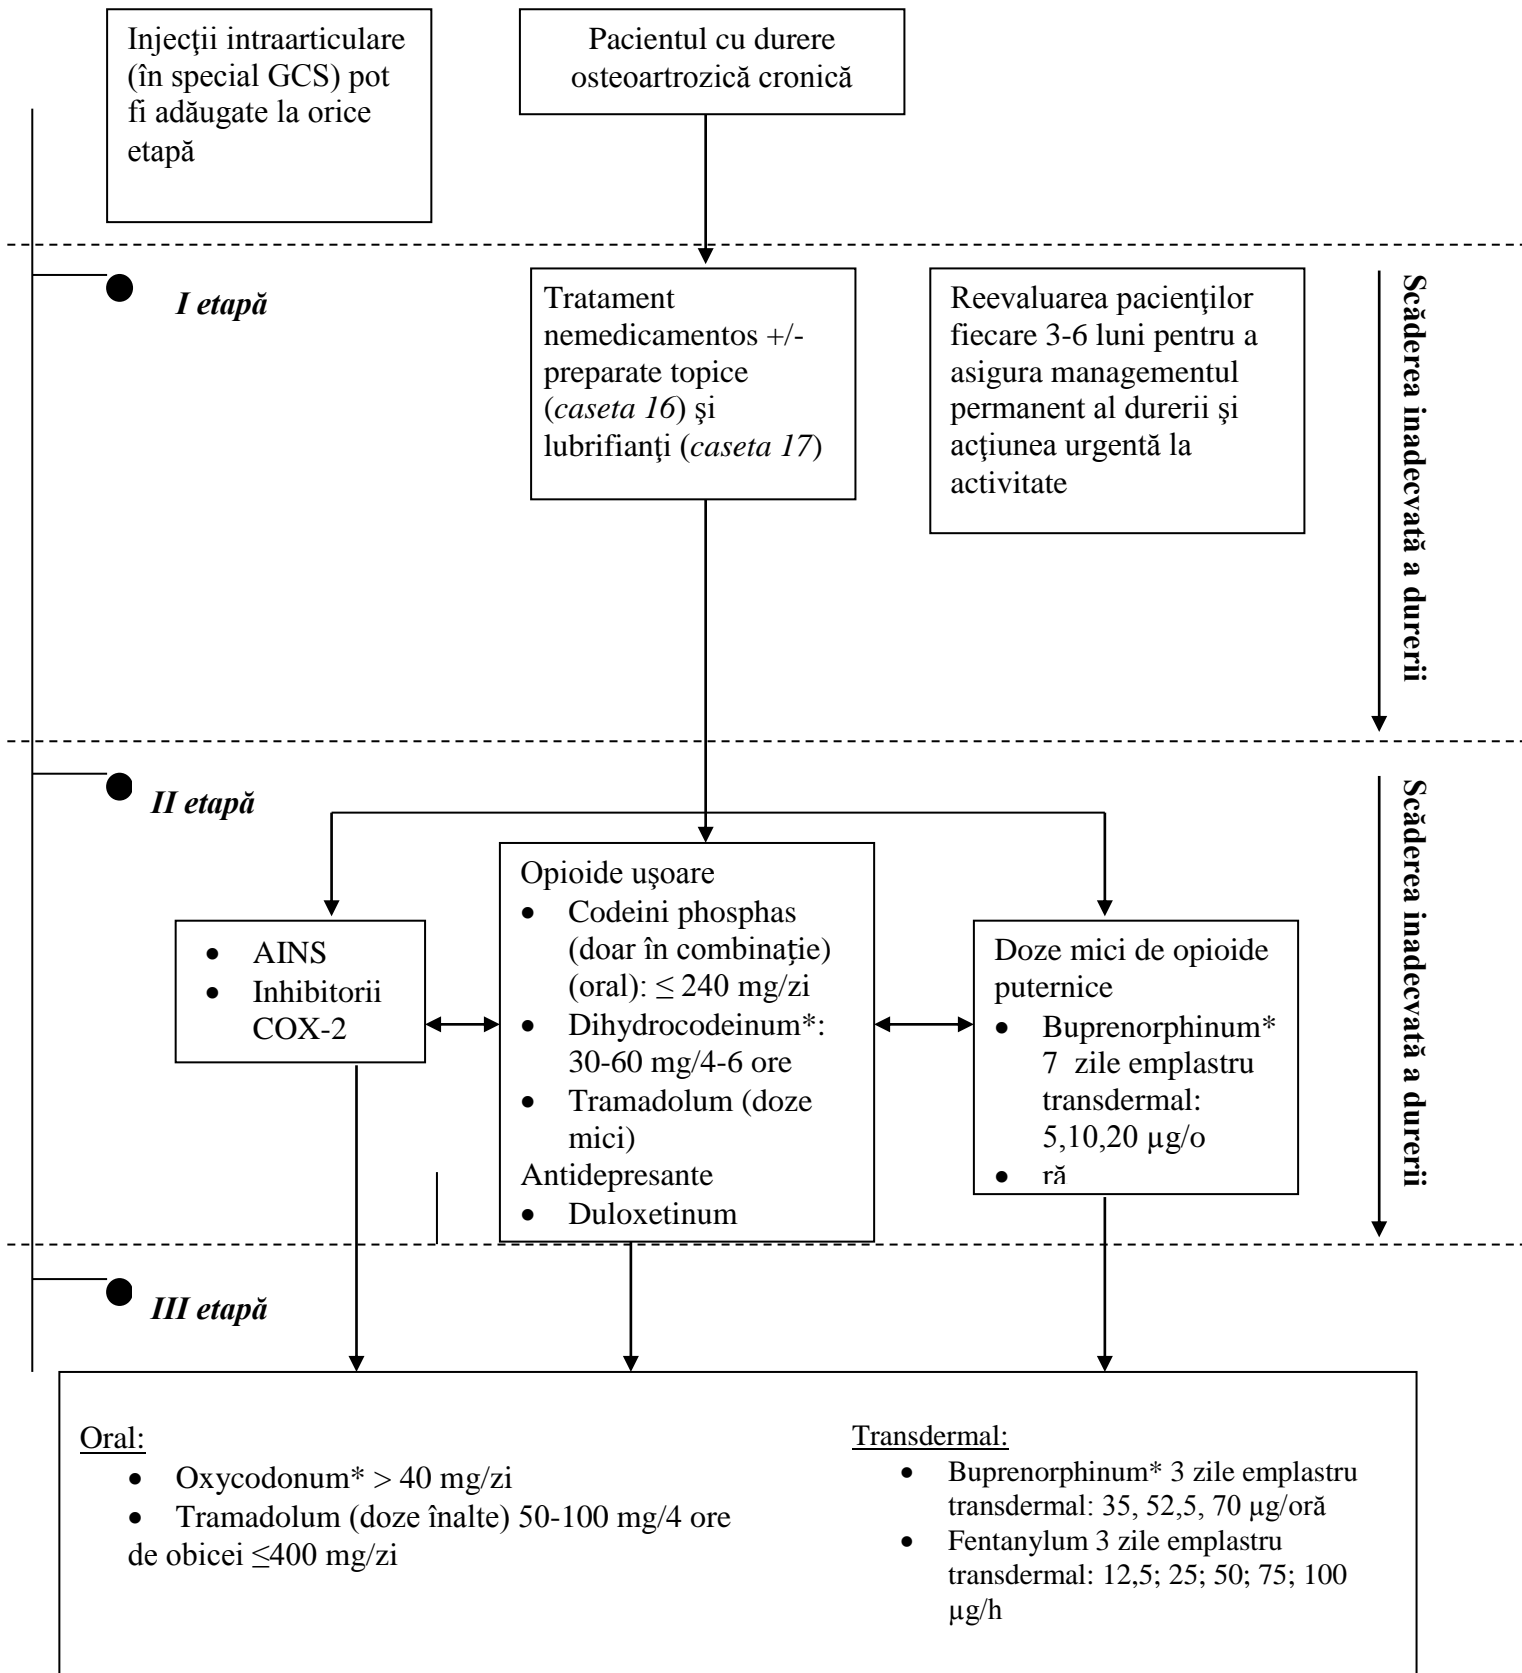 Injecţii intraarticulare
(în special GCS) pot
fi adăugate la orice
etapă
Pacientul cu durere
osteoartrozică cronică
I etapă
Tratament
nemedicamentos +/-
preparate topice
(caseta 16) şi
lubrifianţi (caseta 17)
Reevaluarea pacienţilor
fiecare 3-6 luni pentru a
asigura managementul
permanent al durerii şi
acţiunea urgentă la
activitate
Scăderea inadecvată a durerii
II etapă
• AINS
• Inhibitorii
COX-2
Opioide uşoare
• Codeini phosphas
(doar în combinație)
(oral): ≤ 240 mg/zi
• Dihydrocodeinum*:
30-60 mg/4-6 ore
• Tramadolum (doze
mici)
Antidepresante
• Duloxetinum
Doze mici de opioide
puternice
• Buprenorphinum*
7 zile emplastru
transdermal:
5,10,20 µg/o
• ră
Scăderea inadecvată a durerii
III etapă
Oral:
• Oxycodonum* > 40 mg/zi
• Tramadolum (doze înalte) 50-100 mg/4 ore
de obicei ≤400 mg/zi
Transdermal:
• Buprenorphinum* 3 zile emplastru
transdermal: 35, 52,5, 70 µg/oră
• Fentanylum 3 zile emplastru
transdermal: 12,5; 25; 50; 75; 100
µg/h